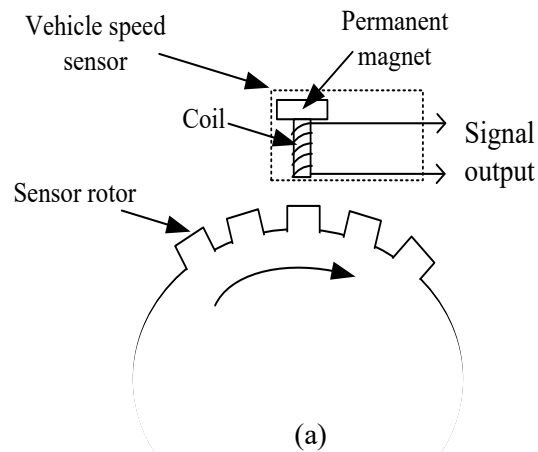 Vehicle speed
sensor
Permanent
magnet
Coil
Signal
output
Sensor rotor
(a)